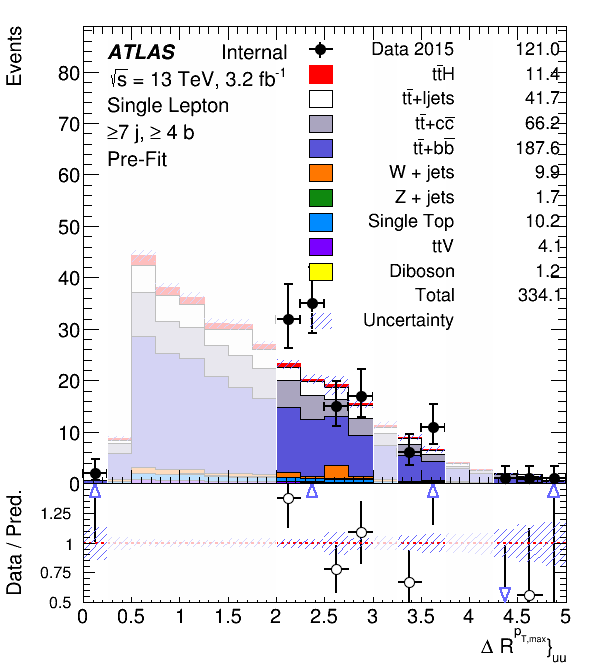 Events
ATLAS Internal
√s = 13 TeV, 3.2 fb⁻¹
Single Lepton
≥7 j, ≥ 4 b
Pre-Fit
Data 2015 121.0
tt̄H 11.4
tt̄+ljets 41.7
tt̄+cc̄ 66.2
tt̄+bb̄ 187.6
W + jets 9.9
Z + jets 1.7
Single Top 10.2
ttV 4.1
Diboson 1.2
Total 334.1
Uncertainty
80
70
60
50
40
30
20
10
0
Data / Pred.
1.25
1
0.75
0.5
0 0.5 1 1.5 2 2.5 3 3.5 4 4.5 5
Δ R^{p_{T,max}}}_{uu}